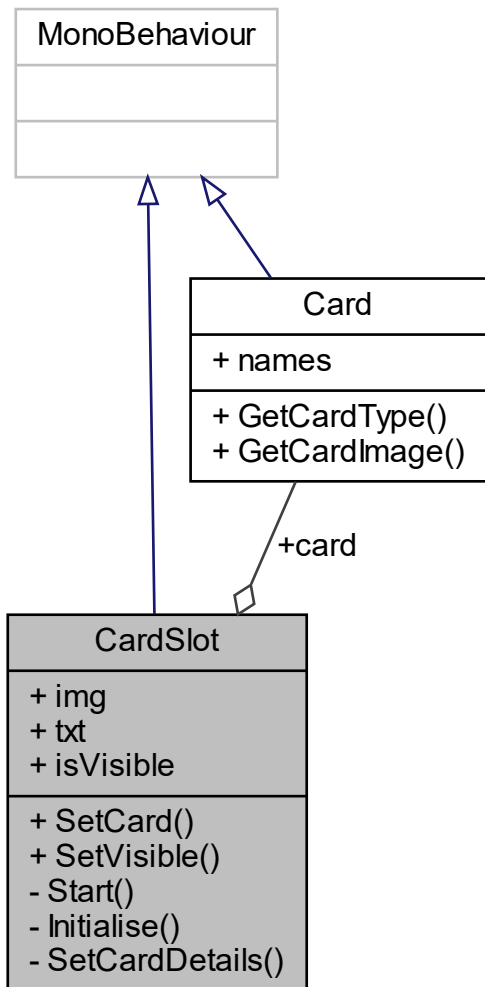 MonoBehaviour
Card
+ names
+ GetCardType()
+ GetCardImage()
+card
CardSlot
+ img
+ txt
+ isVisible
+ SetCard()
+ SetVisible()
- Start()
- Initialise()
- SetCardDetails()